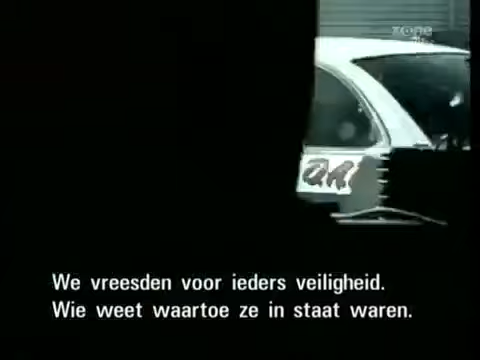 zone
We vreesden voor ieders veiligheid.
Wie weet waartoe ze in staat waren.